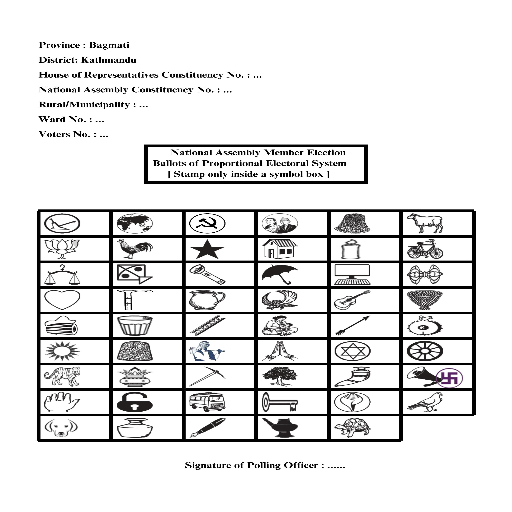 Province : Bagmati
District: Kathmandu
House of Representatives Constituency No. : ...
National Assembly Constituency No. : ...
Rural/Municipality : ...
Ward No. : ...
Voters No. : ...
National Assembly Member Election
Ballots of Proportional Electoral System
[ Stamp only inside a symbol box ]
Signature of Polling Officer : ......